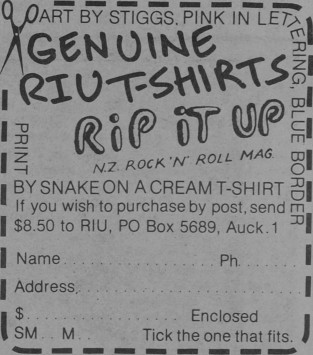 ART BY STIGGS. PINK IN LETTERING, BLUE BORDER
GENUINE
RIU T-SHIRTS
RiP iT UP
N.Z. ROCK 'N' ROLL MAG.
PRINT
BY SNAKE ON A CREAM T-SHIRT
If you wish to purchase by post, send
$8.50 to RIU, PO Box 5689, Auck.1
Name . . . . . . . . . . . . . . . . . . . . Ph. . . . . . . . .
Address. . . . . . . . . . . . . . . . . . . . . . . . . . . . .
$ . . . . . . . . . . . . . . . . . . Enclosed
SM . . M . . . Tick the one that fits.